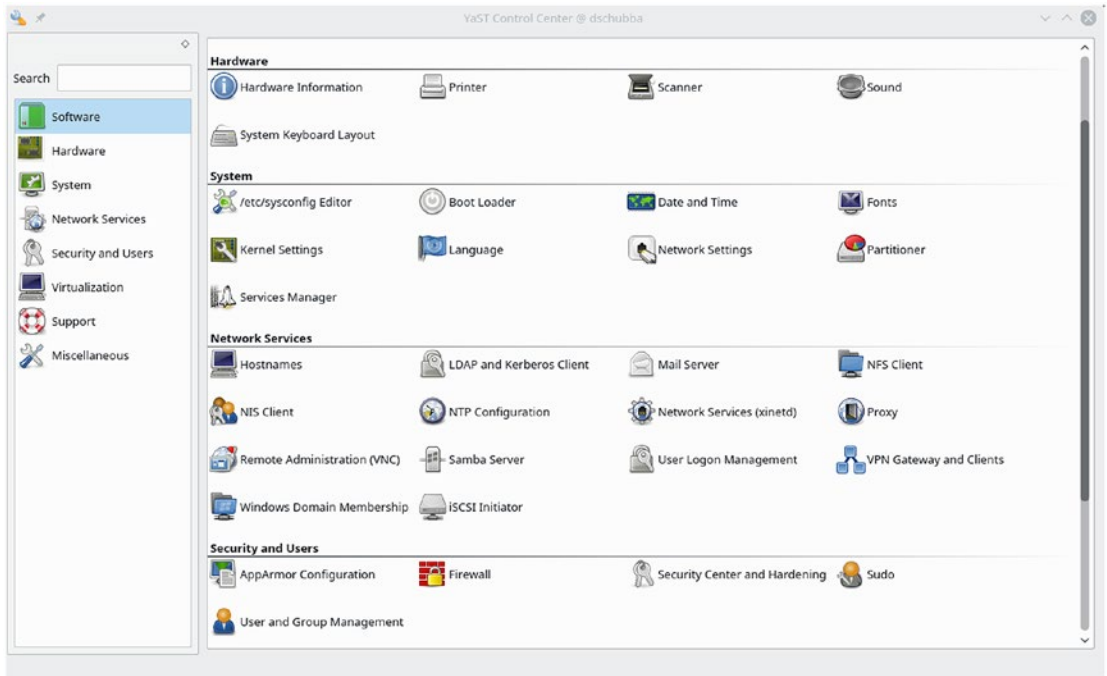 YaST Control Center @ dschubba
Search
Software
Hardware
System
Network Services
Security and Users
Virtualization
Support
Miscellaneous
Hardware
Hardware Information Printer Scanner Sound
System Keyboard Layout
System
/etc/sysconfig Editor Boot Loader Date and Time Fonts
Kernel Settings Language Network Settings Partitioner
Services Manager
Network Services
Hostnames LDAP and Kerberos Client Mail Server NFS Client
NIS Client NTP Configuration Network Services (xinetd) Proxy
Remote Administration (VNC) Samba Server User Logon Management VPN Gateway and Clients
Windows Domain Membership iSCSI Initiator
Security and Users
AppArmor Configuration Firewall Security Center and Hardening Sudo
User and Group Management